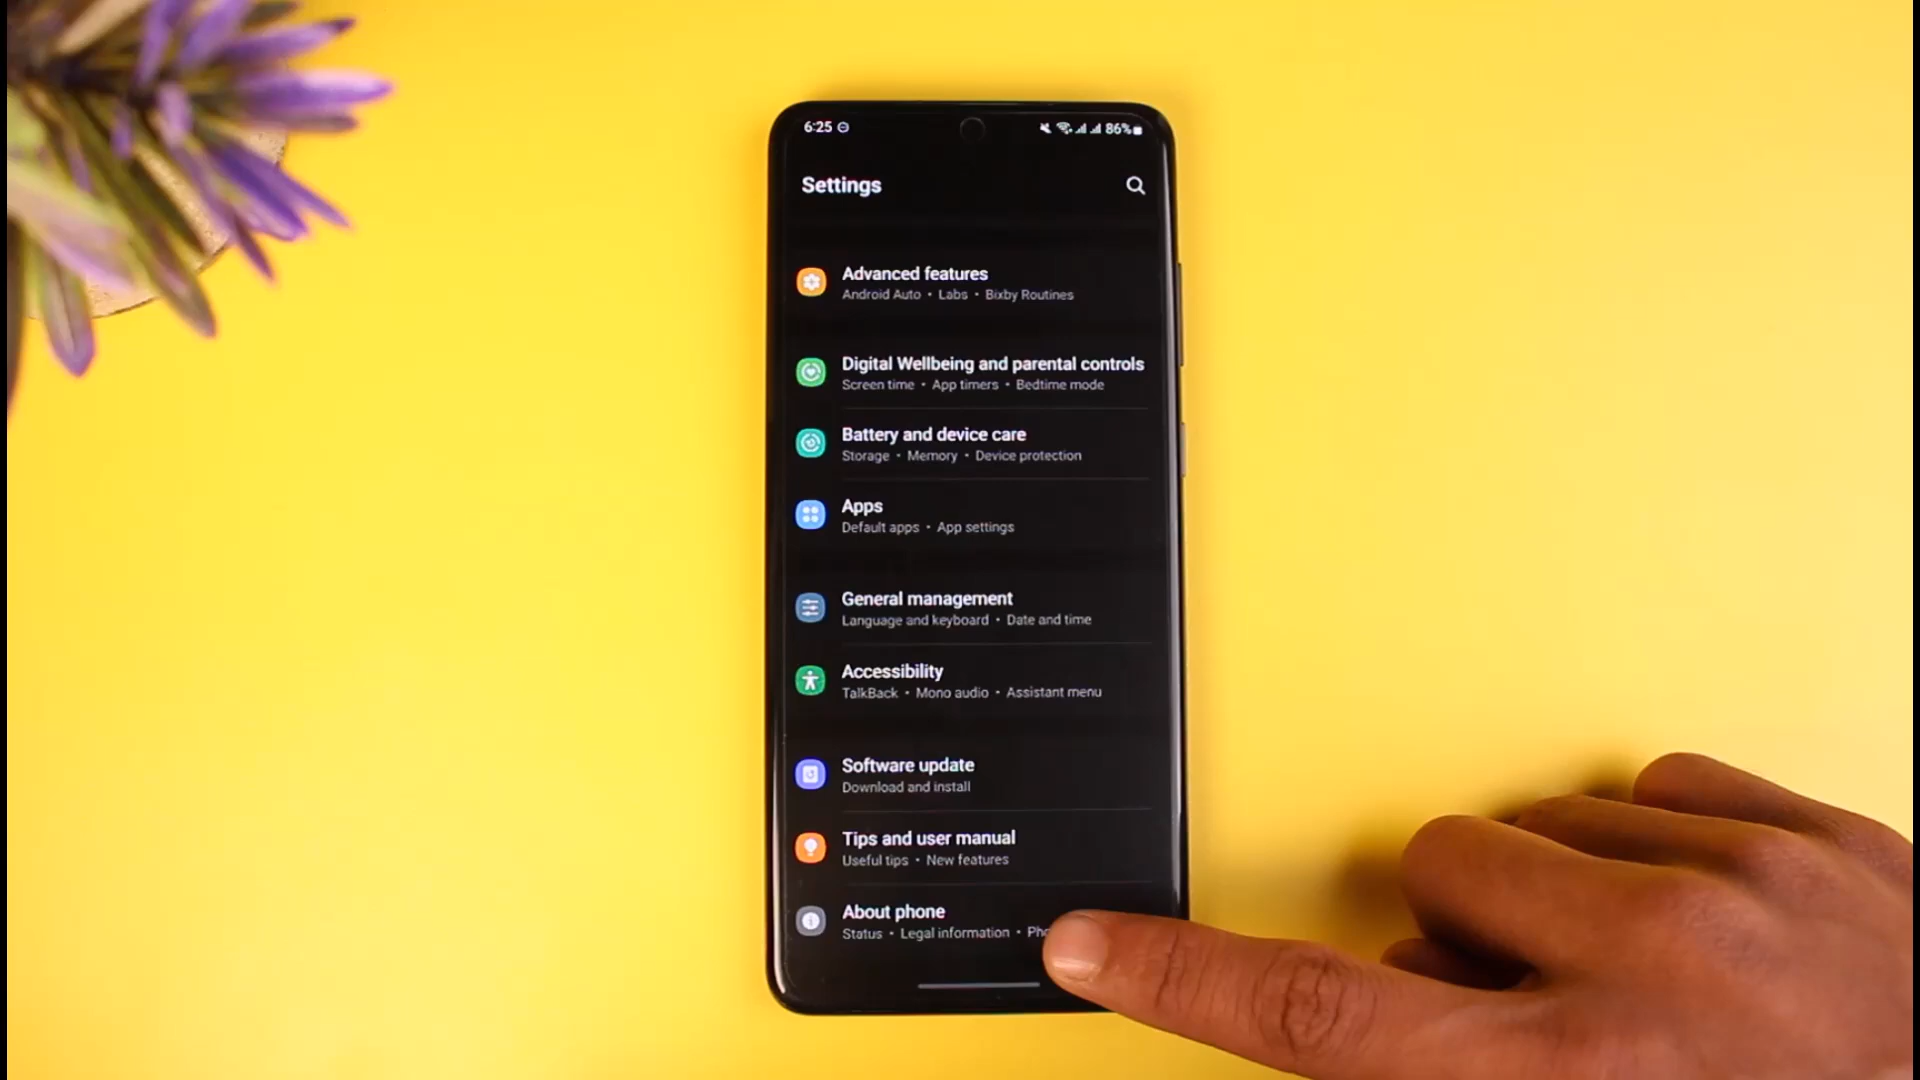 6:25
86%
Settings
Advanced features
Android Auto • Labs • Bixby Routines
Digital Wellbeing and parental controls
Screen time • App timers • Bedtime mode
Battery and device care
Storage • Memory • Device protection
Apps
Default apps • App settings
General management
Language and keyboard • Date and time
Accessibility
TalkBack • Mono audio • Assistant menu
Software update
Download and install
Tips and user manual
Useful tips • New features
About phone
Status • Legal information •